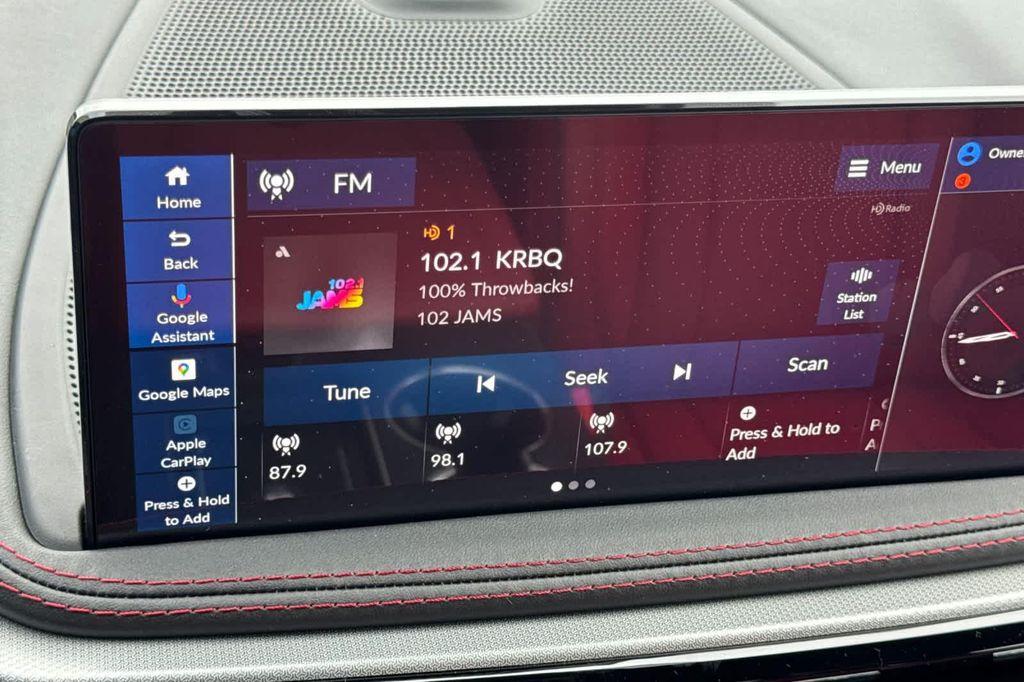 Home
Back
Google
Assistant
Google Maps
Apple
CarPlay
Press & Hold
to Add
FM
Menu
HD Radio
HD 1
102.1 KRBQ
100% Throwbacks!
102 JAMS
102.1
JAMS
Station
List
Tune
Seek
Scan
87.9
98.1
107.9
Press & Hold to
Add
3